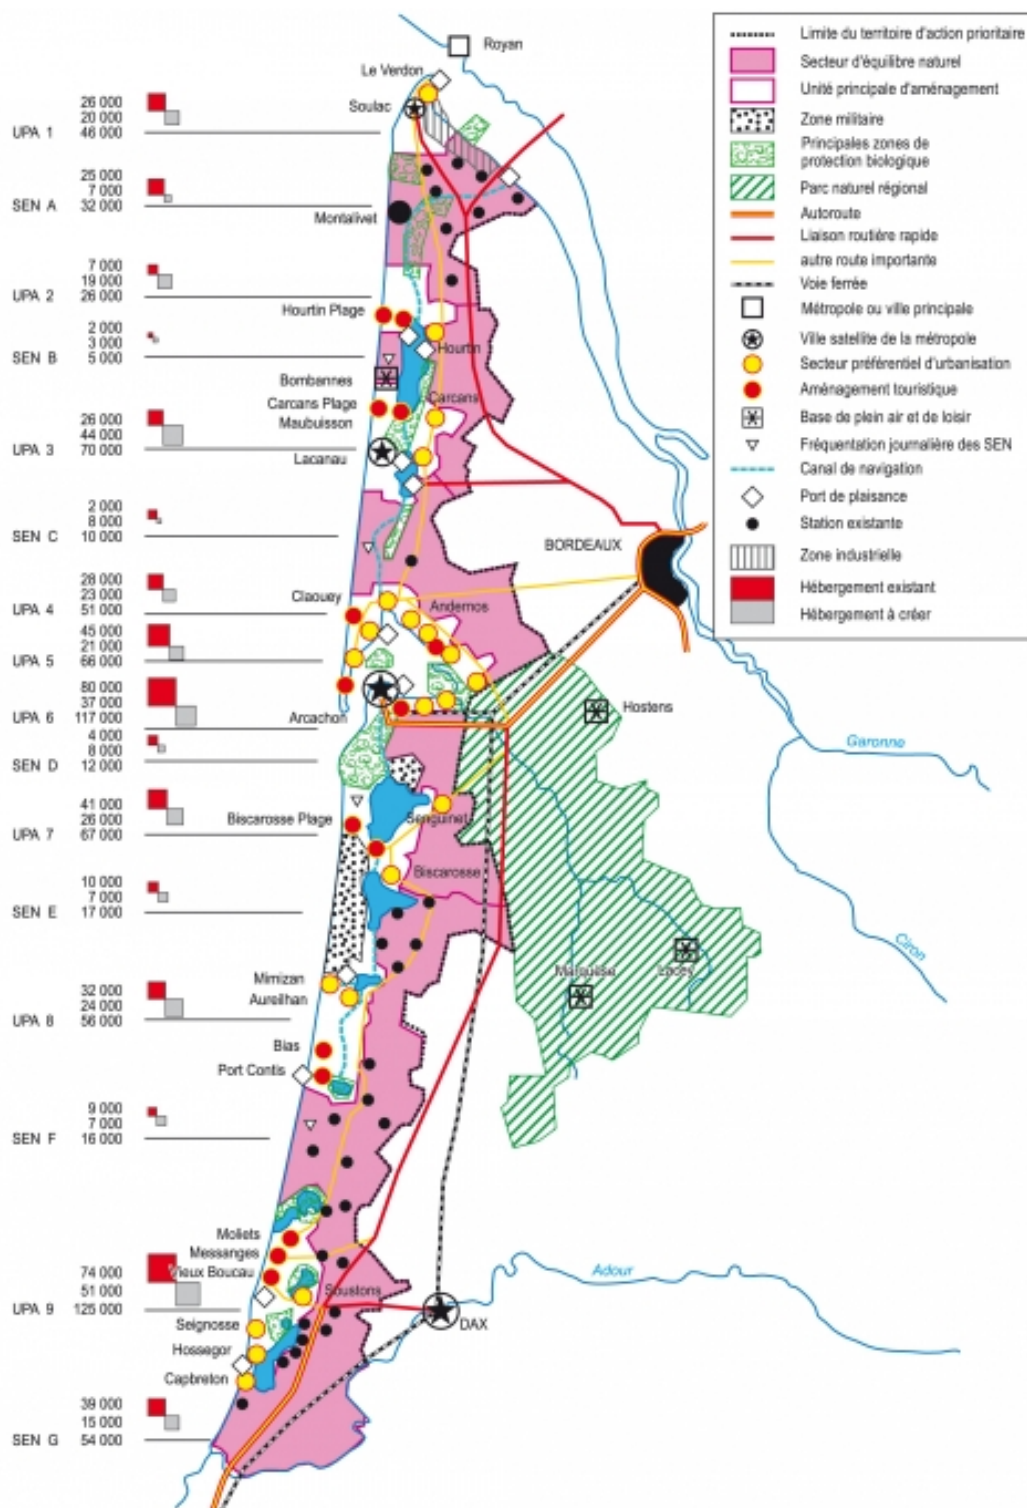 Royan
Le Verdon
Soulac
26 000
20 000
UPA 1 46 000
25 000
7 000
SEN A 32 000
Montalivet
7 000
19 000
UPA 2 26 000
Hourtin Plage
2 000
3 000
SEN B 5 000
Hourtin
Bombannes
Carcans Plage
Carcans
Maubuisson
26 000
44 000
UPA 3 70 000
Lacanau
2 000
8 000
SEN C 10 000
BORDEAUX
28 000
23 000
UPA 4 51 000
Claouey
Andernos
45 000
21 000
UPA 5 66 000
80 000
37 000
UPA 6 117 000
Arcachon
Hostens
4 000
8 000
SEN D 12 000
Garonne
41 000
26 000
UPA 7 67 000
Biscarosse Plage
Senguinet
Biscarosse
10 000
7 000
SEN E 17 000
Ciron
Marquèse
Mimizan
Aureilhan
32 000
24 000
UPA 8 56 000
Bias
Port Contis
9 000
7 000
SEN F 16 000
Moliets
Messanges
Vieux Boucau
74 000
51 000
UPA 9 125 000
Soustons
Adour
DAX
Seignosse
Hossegor
Capbreton
39 000
15 000
SEN G 54 000
Limite du territoire d'action prioritaire
Secteur d'équilibre naturel
Unité principale d'aménagement
Zone militaire
Principales zones de
protection biologique
Parc naturel régional
Autoroute
Liaison routière rapide
autre route importante
Voie ferrée
Métropole ou ville principale
Ville satellite de la métropole
Secteur préférentiel d'urbanisation
Aménagement touristique
Base de plein air et de loisir
Fréquentation journalière des SEN
Canal de navigation
Port de plaisance
Station existante
Zone industrielle
Hébergement existant
Hébergement à créer